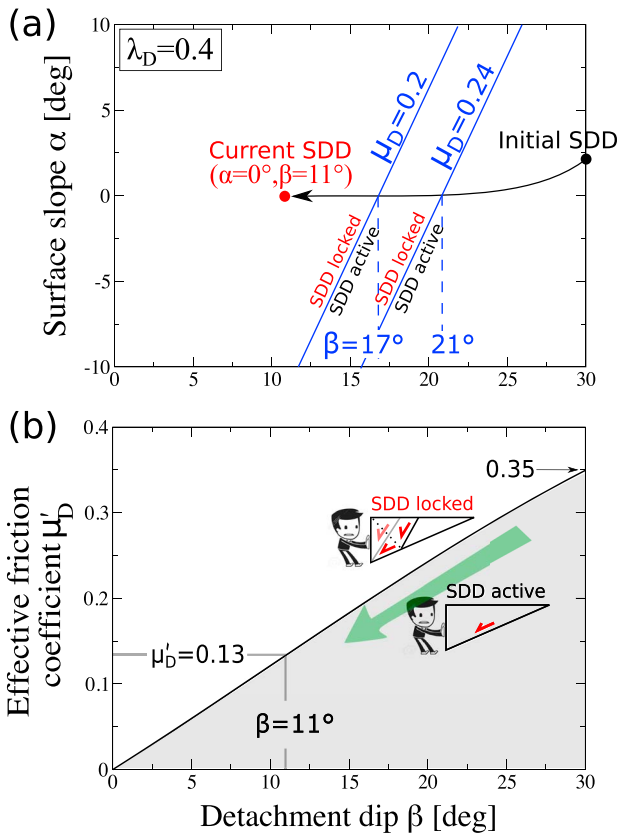 (a)
λD=0.4
Surface slope α [deg]
10
5
0
-5
-10
μD=0.2
μD=0.24
Initial SDD
Current SDD
(α=0°,β=11°)
SDD locked
SDD active
SDD locked
SDD active
β=17°
21°
0
5
10
15
20
25
30
(b)
Effective friction
coefficient μ′D
0.4
0.3
0.2
0.1
0
0.35
SDD locked
SDD active
μ′D=0.13
β=11°
0
5
10
15
20
25
30
Detachment dip β [deg]